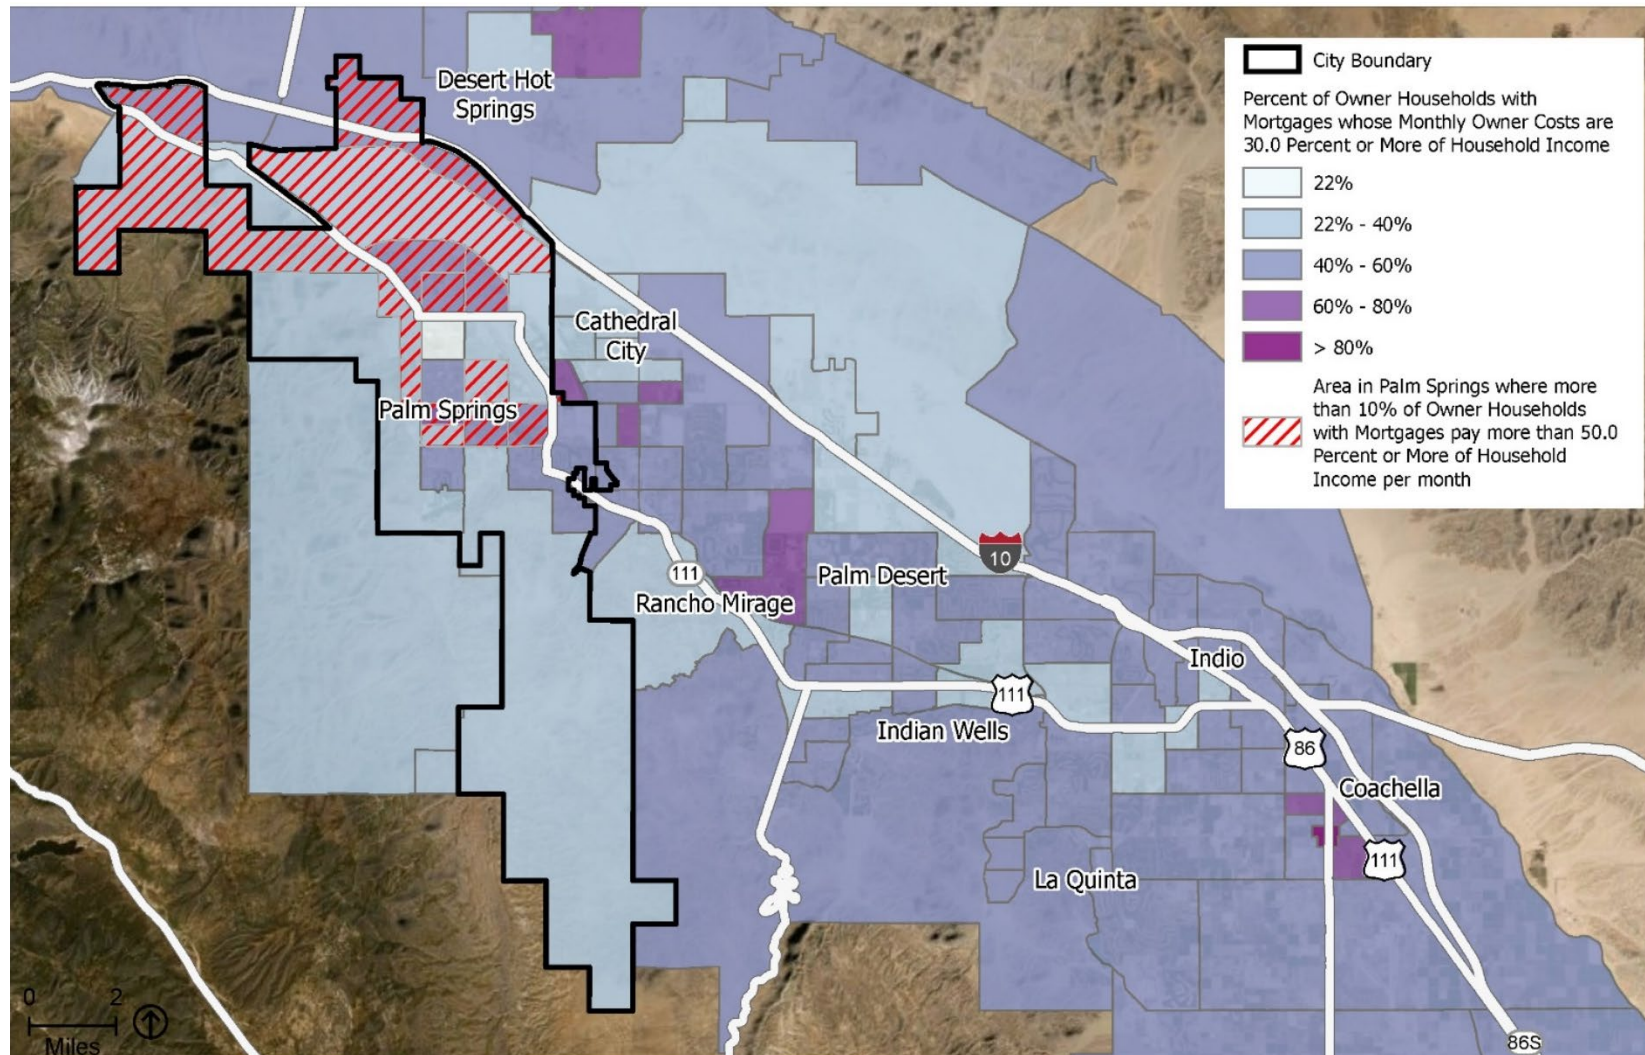 Desert Hot
Springs
Cathedral
City
Palm Springs
10
111
Palm Desert
Rancho Mirage
Indio
111
Indian Wells
86
Coachella
111
La Quinta
86S
0 2
Miles
City Boundary
Percent of Owner Households with
Mortgages whose Monthly Owner Costs are
30.0 Percent or More of Household Income
22%
22% - 40%
40% - 60%
60% - 80%
> 80%
Area in Palm Springs where more
than 10% of Owner Households
with Mortgages pay more than 50.0
Percent or More of Household
Income per month